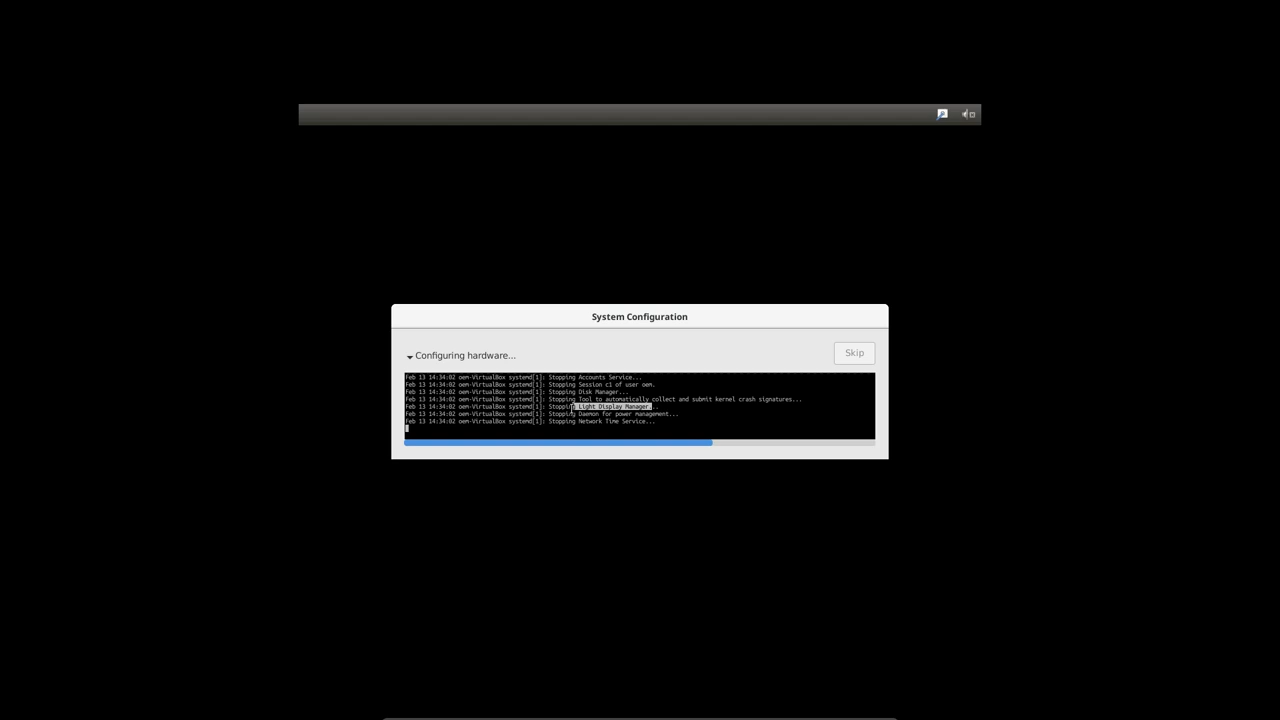 System Configuration
Configuring hardware...
Skip
Feb 13 14:34:02 oem-VirtualBox systemd[1]: Stopping Accounts Service...
Feb 13 14:34:02 oem-VirtualBox systemd[1]: Stopping Session c1 of user oem.
Feb 13 14:34:02 oem-VirtualBox systemd[1]: Stopping Disk Manager...
Feb 13 14:34:02 oem-VirtualBox systemd[1]: Stopping Tool to automatically collect and submit kernel crash signatures...
Feb 13 14:34:02 oem-VirtualBox systemd[1]: Stopping Light Display Manager...
Feb 13 14:34:02 oem-VirtualBox systemd[1]: Stopping Daemon for power management...
Feb 13 14:34:02 oem-VirtualBox systemd[1]: Stopping Network Time Service...